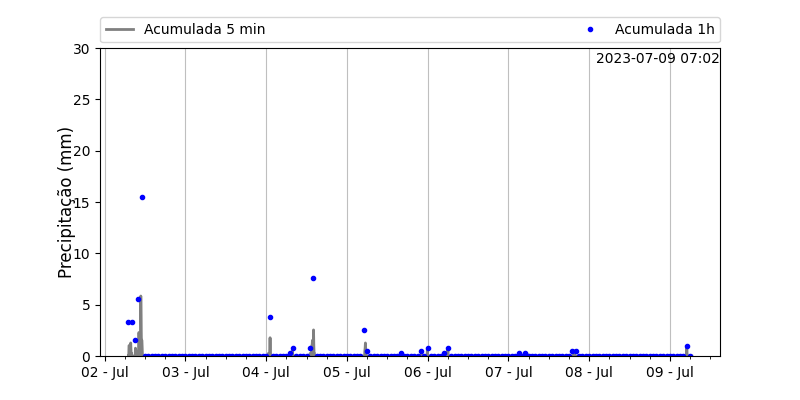 Acumulada 5 min Acumulada 1h
2023-07-09 07:02
Precipitação (mm)
30
25
20
15
10
5
0
02 - Jul 03 - Jul 04 - Jul 05 - Jul 06 - Jul 07 - Jul 08 - Jul 09 - Jul